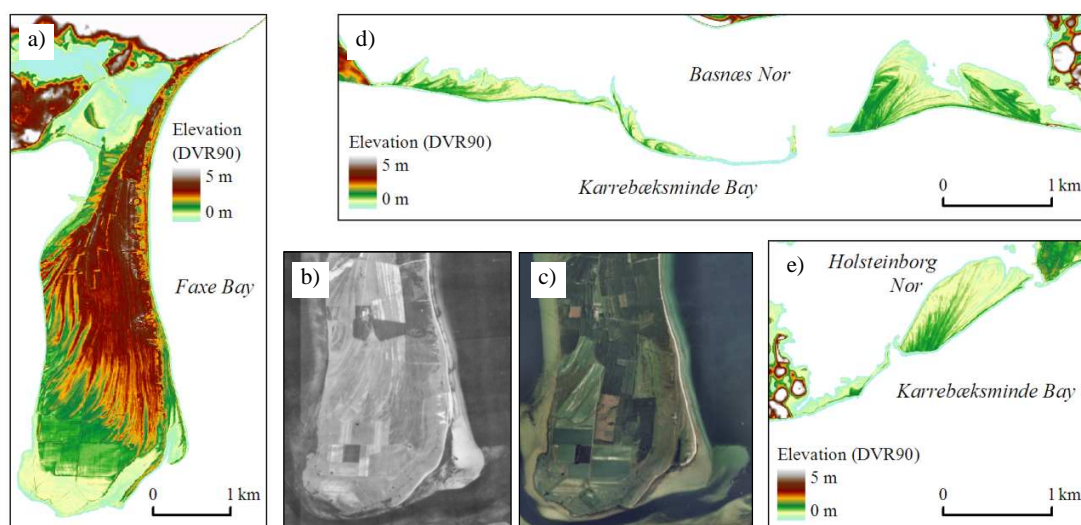 a)
Elevation
(DVR90)
5 m
0 m
Faxe Bay
0 1 km
b)
c)
d)
Basnæs Nor
Elevation (DVR90)
5 m
0 m
Karrebæksminde Bay
0 1 km
e)
Holsteinborg
Nor
Karrebæksminde Bay
Elevation (DVR90)
5 m
0 m
0 1 km